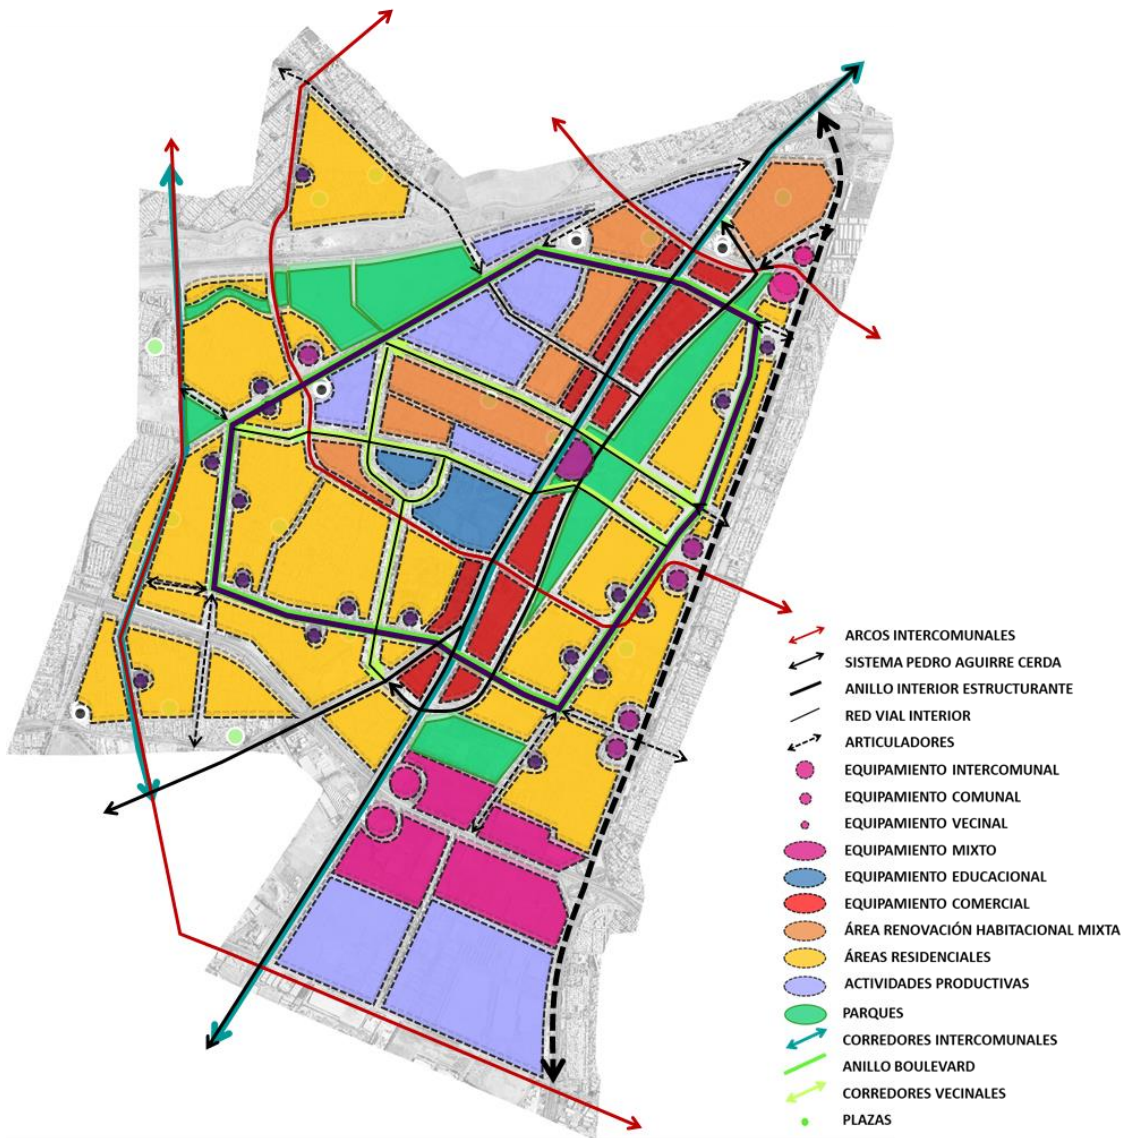 ARCOS INTERCOMUNALES
SISTEMA PEDRO AGUIRRE CERDA
ANILLO INTERIOR ESTRUCTURANTE
RED VIAL INTERIOR
ARTICULADORES
EQUIPAMIENTO INTERCOMUNAL
EQUIPAMIENTO COMUNAL
EQUIPAMIENTO VECINAL
EQUIPAMIENTO MIXTO
EQUIPAMIENTO EDUCACIONAL
EQUIPAMIENTO COMERCIAL
ÁREA RENOVACIÓN HABITACIONAL MIXTA
ÁREAS RESIDENCIALES
ACTIVIDADES PRODUCTIVAS
PARQUES
CORREDORES INTERCOMUNALES
ANILLO BOULEVARD
CORREDORES VECINALES
PLAZAS